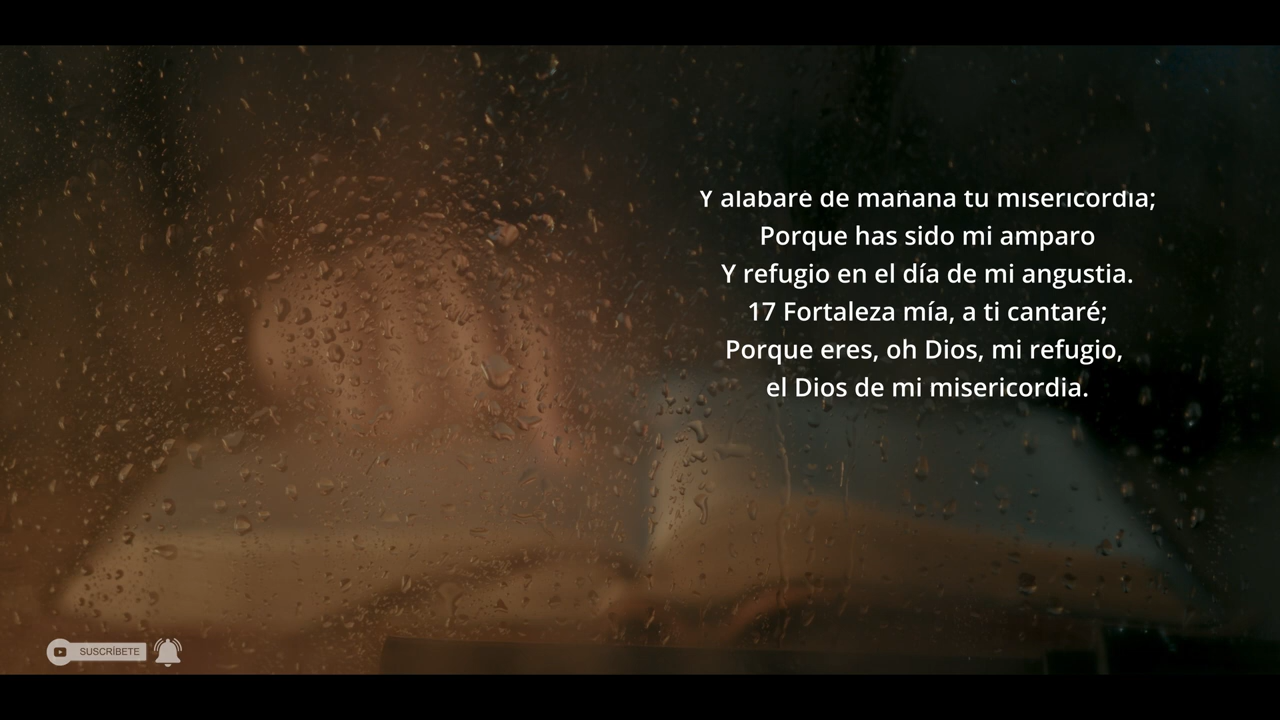 Y alabaré de mañana tu misericordia;
Porque has sido mi amparo
Y refugio en el día de mi angustia.
17 Fortaleza mía, a ti cantaré;
Porque eres, oh Dios, mi refugio,
el Dios de mi misericordia.
SUSCRÍBETE